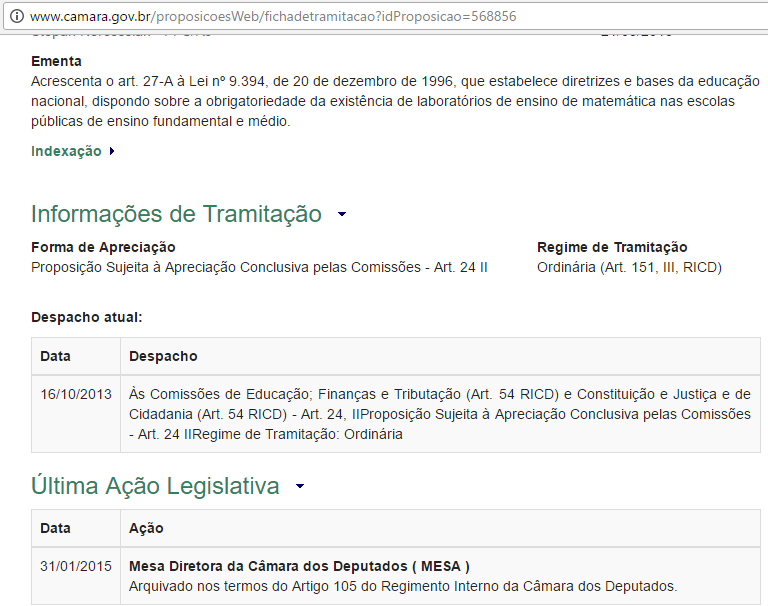 www.camara.gov.br/proposicoesWeb/fichadetramitacao?idProposicao=568856
Ementa
Acrescenta o art. 27-A à Lei nº 9.394, de 20 de dezembro de 1996, que estabelece diretrizes e bases da educação
nacional, dispondo sobre a obrigatoriedade da existência de laboratórios de ensino de matemática nas escolas
públicas de ensino fundamental e médio.
Indexação
Informações de Tramitação
Forma de Apreciação
Proposição Sujeita à Apreciação Conclusiva pelas Comissões - Art. 24 II
Regime de Tramitação
Ordinária (Art. 151, III, RICD)
Despacho atual:
Data Despacho
16/10/2013 Às Comissões de Educação; Finanças e Tributação (Art. 54 RICD) e Constituição e Justiça e de
Cidadania (Art. 54 RICD) - Art. 24, IIProposição Sujeita à Apreciação Conclusiva pelas Comissões
- Art. 24 IIRegime de Tramitação: Ordinária
Última Ação Legislativa
Data Ação
31/01/2015 Mesa Diretora da Câmara dos Deputados ( MESA )
Arquivado nos termos do Artigo 105 do Regimento Interno da Câmara dos Deputados.